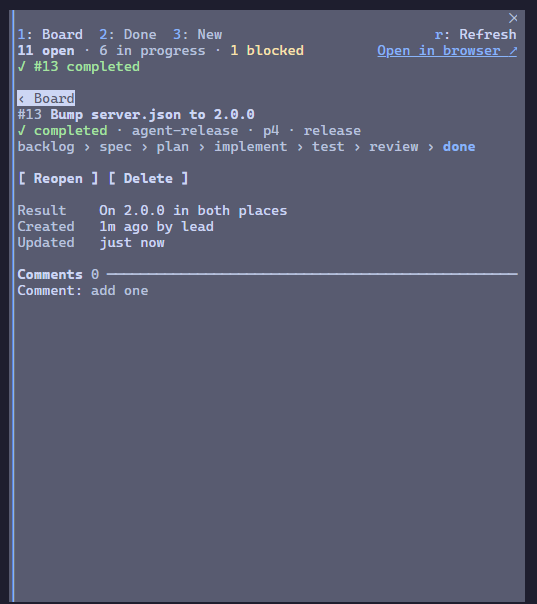 ×
1: Board  2: Done  3: New  r: Refresh
11 open · 6 in progress · 1 blocked  Open in browser ↗
✓ #13 completed
‹ Board
#13 Bump server.json to 2.0.0
✓ completed · agent-release · p4 · release
backlog › spec › plan › implement › test › review › done
[ Reopen ] [ Delete ]
Result    On 2.0.0 in both places
Created   1m ago by lead
Updated   just now
Comments 0
Comment: add one